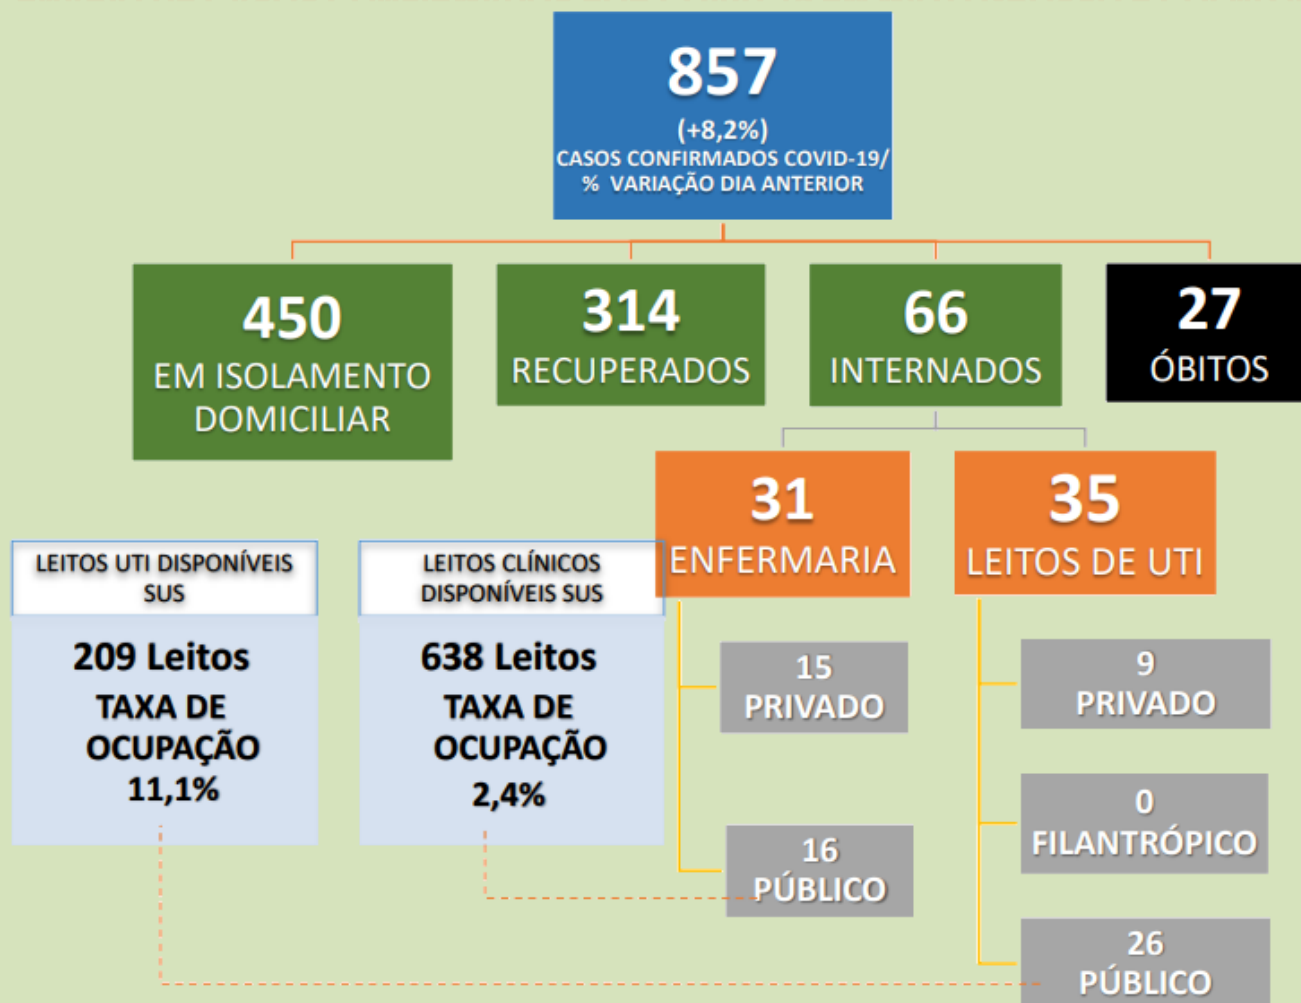 857
(+8,2%)
CASOS CONFIRMADOS COVID-19/
% VARIAÇÃO DIA ANTERIOR
450
EM ISOLAMENTO
DOMICILIAR
314
RECUPERADOS
66
INTERNADOS
27
ÓBITOS
31
ENFERMARIA
35
LEITOS DE UTI
LEITOS UTI DISPONÍVEIS
SUS
209 Leitos
TAXA DE
OCUPAÇÃO
11,1%
LEITOS CLÍNICOS
DISPONÍVEIS SUS
638 Leitos
TAXA DE
OCUPAÇÃO
2,4%
15
PRIVADO
16
PÚBLICO
9
PRIVADO
0
FILANTRÓPICO
26
PÚBLICO